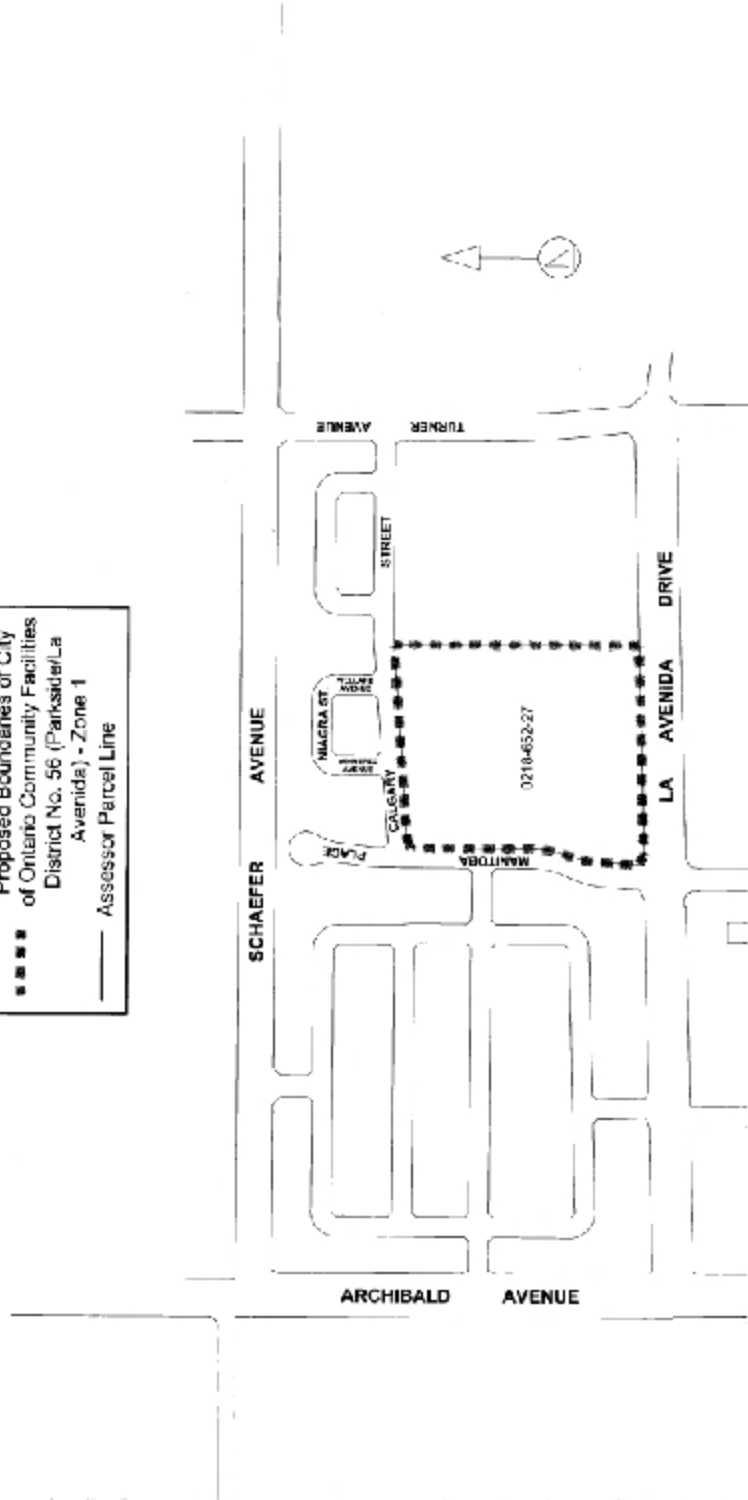 Proposed Boundaries of City
of Ontario Community Facilities
District No. 56 (Parkside/La
Avenida) - Zone 1
Assessor Parcel Line
SCHAEFER AVENUE
TURNER AVENUE
CALGARY STREET
NIAGRA ST
MANITOBA PLACE
0218-652-27
LA AVENIDA DRIVE
ARCHIBALD AVENUE